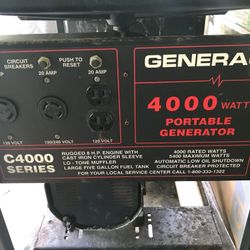 CIRCUIT BREAKERS
PUSH TO RESET
GENERA
20 AMP
20 AMP
4000 WATT
PORTABLE
GENERATOR
120 VOLT
120/240 VOLT
120 VOLT
C4000
SERIES
RUGGED 8 H.P. ENGINE WITH
CAST IRON CYLINDER SLEEVE
LO - TONE MUFFLER
LARGE FIVE GALLON FUEL TANK
4000 RATED WATTS
5400 MAXIMUM WATTS
AUTOMATIC LOW OIL SHUTDOWN
CIRCUIT BREAKER PROTECTED
FOR YOUR LOCAL SERVICE CENTER CALL 1-800-333-1322